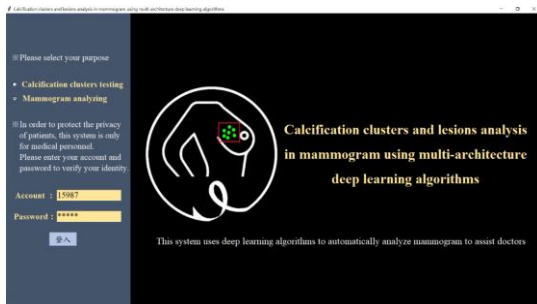 Calcification clusters and lesions analysis in mammogram using multi-architecture deep learning algorithms
※Please select your purpose
Calcification clusters testing
Mammogram analyzing
※In order to protect the privacy
of patients, this system is only
for medical personnel.
Please enter your account and
password to verify your identity.
Account : 15987
Password : *****
登入
Calcification clusters and lesions analysis
in mammogram using multi-architecture
deep learning algorithms
This system uses deep learning algorithms to automatically analyze mammogram to assist doctors